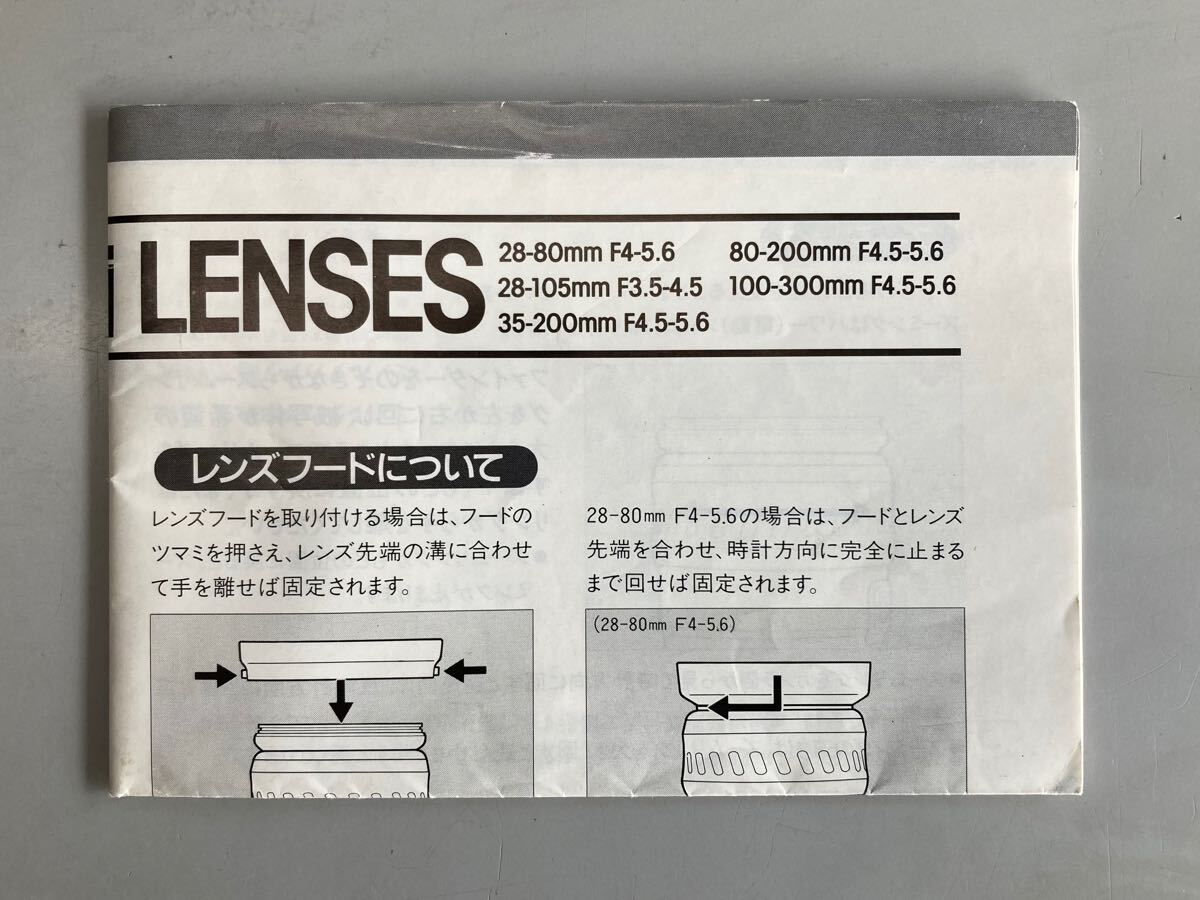 LENSES
28-80mm F4-5.6
80-200mm F4.5-5.6
28-105mm F3.5-4.5
100-300mm F4.5-5.6
35-200mm F4.5-5.6
レンズフードについて
レンズフードを取り付ける場合は、フードの
ツマミを押さえ、レンズ先端の溝に合わせ
て手を離せば固定されます。
28-80mm F4-5.6の場合は、フードとレンズ
先端を合わせ、時計方向に完全に止まる
まで回せば固定されます。
(28-80mm F4-5.6)